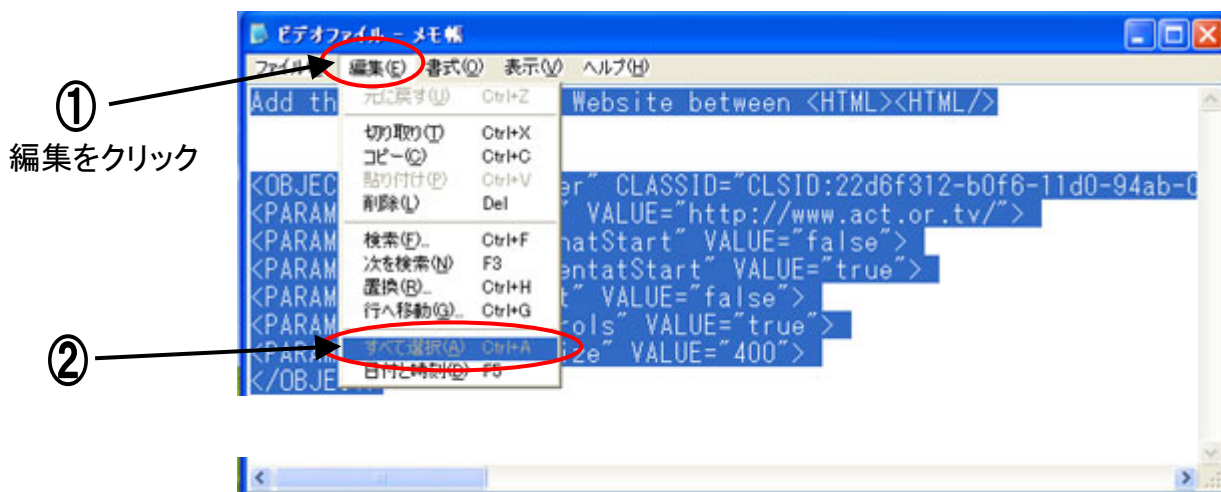 ビデオファイル - メモ帳
編集(E) 書式(O) 表示(V) ヘルプ(H)
①
編集をクリック
Add th Website between <HTML><HTML/>
元に戻す(U) Ctrl+Z
切り取り(T) Ctrl+X
コピー(C) Ctrl+C
貼り付け(P) Ctrl+V
削除(L) Del
検索(F)... Ctrl+F
次を検索(N) F3
置換(R)... Ctrl+H
行へ移動(G)... Ctrl+G
すべて選択(A) Ctrl+A
日付と時刻(D) F5
②
<OBJEC er" CLASSID="CLSID:22d6f312-b0f6-11d0-94ab-0
<PARAM " VALUE="http://www.act.or.tv/">
<PARAM natStart" VALUE="false">
<PARAM entatStart" VALUE="true">
<PARAM t" VALUE="false">
<PARAM rols" VALUE="true">
<PARAM ize" VALUE="400">
</OBJE